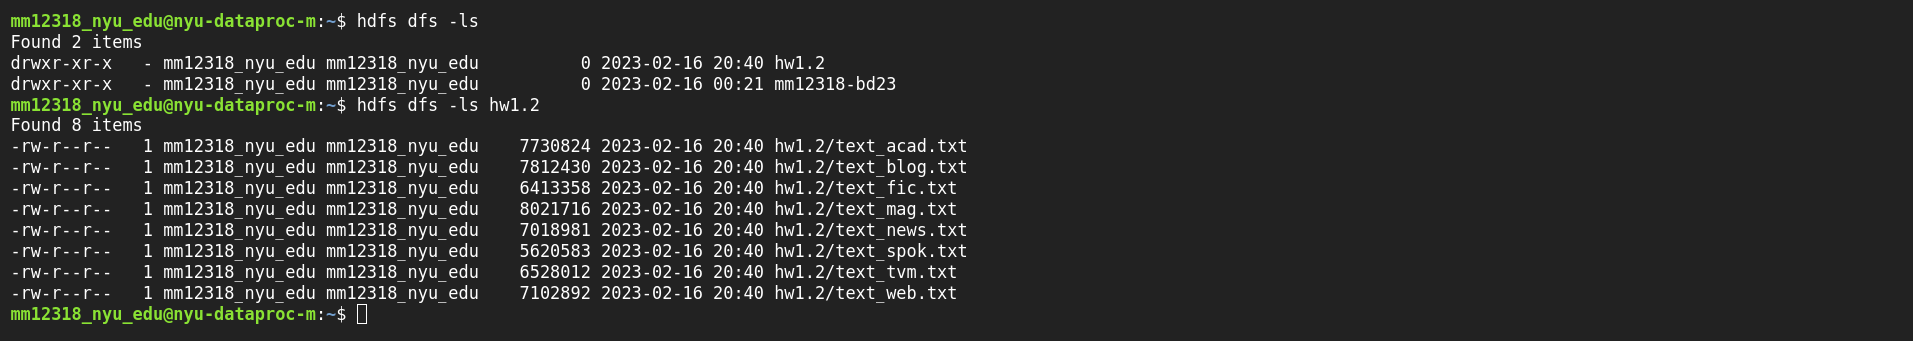 mm12318_nyu_edu@nyu-dataproc-m:~$ hdfs dfs -ls
Found 2 items
drwxr-xr-x   - mm12318_nyu_edu mm12318_nyu_edu          0 2023-02-16 20:40 hw1.2
drwxr-xr-x   - mm12318_nyu_edu mm12318_nyu_edu          0 2023-02-16 00:21 mm12318-bd23
mm12318_nyu_edu@nyu-dataproc-m:~$ hdfs dfs -ls hw1.2
Found 8 items
-rw-r--r--   1 mm12318_nyu_edu mm12318_nyu_edu    7730824 2023-02-16 20:40 hw1.2/text_acad.txt
-rw-r--r--   1 mm12318_nyu_edu mm12318_nyu_edu    7812430 2023-02-16 20:40 hw1.2/text_blog.txt
-rw-r--r--   1 mm12318_nyu_edu mm12318_nyu_edu    6413358 2023-02-16 20:40 hw1.2/text_fic.txt
-rw-r--r--   1 mm12318_nyu_edu mm12318_nyu_edu    8021716 2023-02-16 20:40 hw1.2/text_mag.txt
-rw-r--r--   1 mm12318_nyu_edu mm12318_nyu_edu    7018981 2023-02-16 20:40 hw1.2/text_news.txt
-rw-r--r--   1 mm12318_nyu_edu mm12318_nyu_edu    5620583 2023-02-16 20:40 hw1.2/text_spok.txt
-rw-r--r--   1 mm12318_nyu_edu mm12318_nyu_edu    6528012 2023-02-16 20:40 hw1.2/text_tvm.txt
-rw-r--r--   1 mm12318_nyu_edu mm12318_nyu_edu    7102892 2023-02-16 20:40 hw1.2/text_web.txt
mm12318_nyu_edu@nyu-dataproc-m:~$